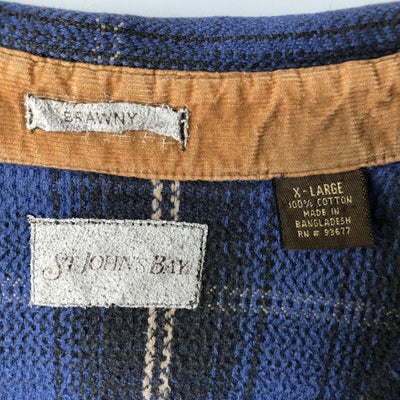 BRAWNY
X-LARGE
100% COTTON
MADE IN
BANGLADESH
RN # 93677
ST. JOHN'S BAY